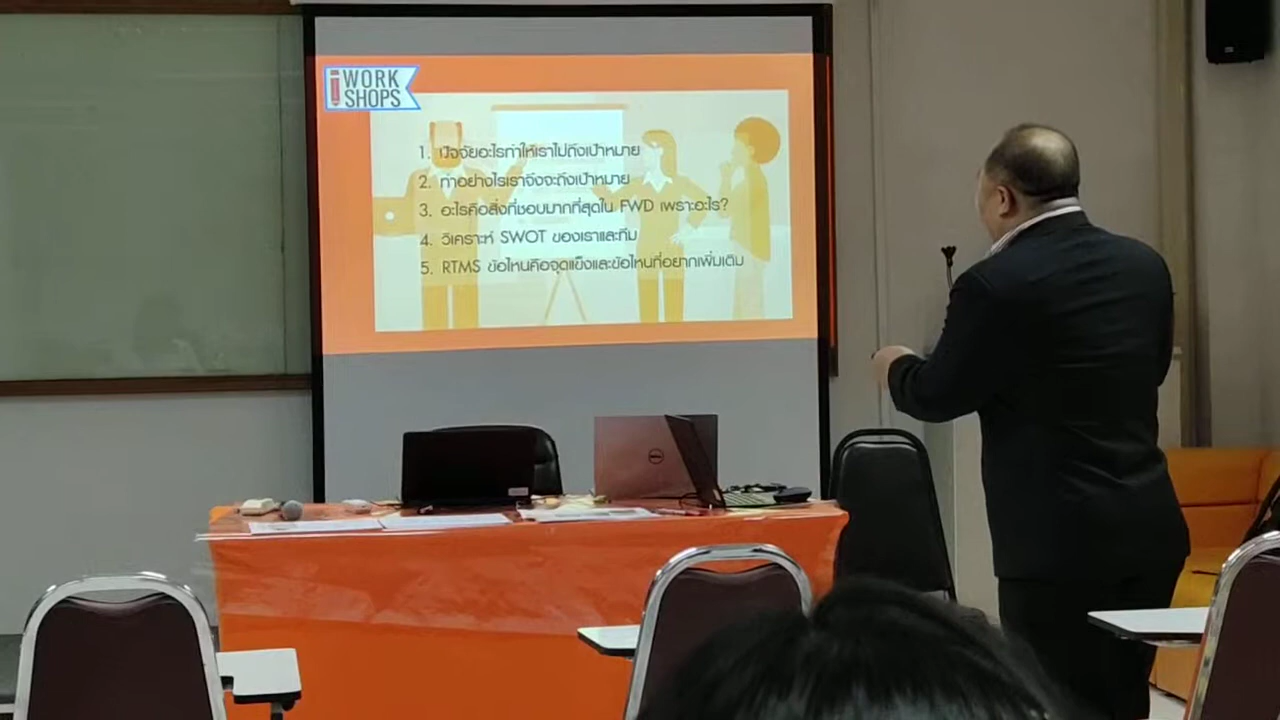 WORK
SHOPS
1. ปัจจัยอะไรทำให้เราไปถึงเป้าหมาย
2. ทำอย่างไรเราจึงจะถึงเป้าหมาย
3. อะไรคือสิ่งที่ชอบมากที่สุดใน FWD เพราะอะไร?
4. วิเคราะห์ SWOT ของเราและทีม
5. RTMS ข้อไหนคือจุดแข็งและข้อไหนที่อยากเพิ่มเติม
DELL